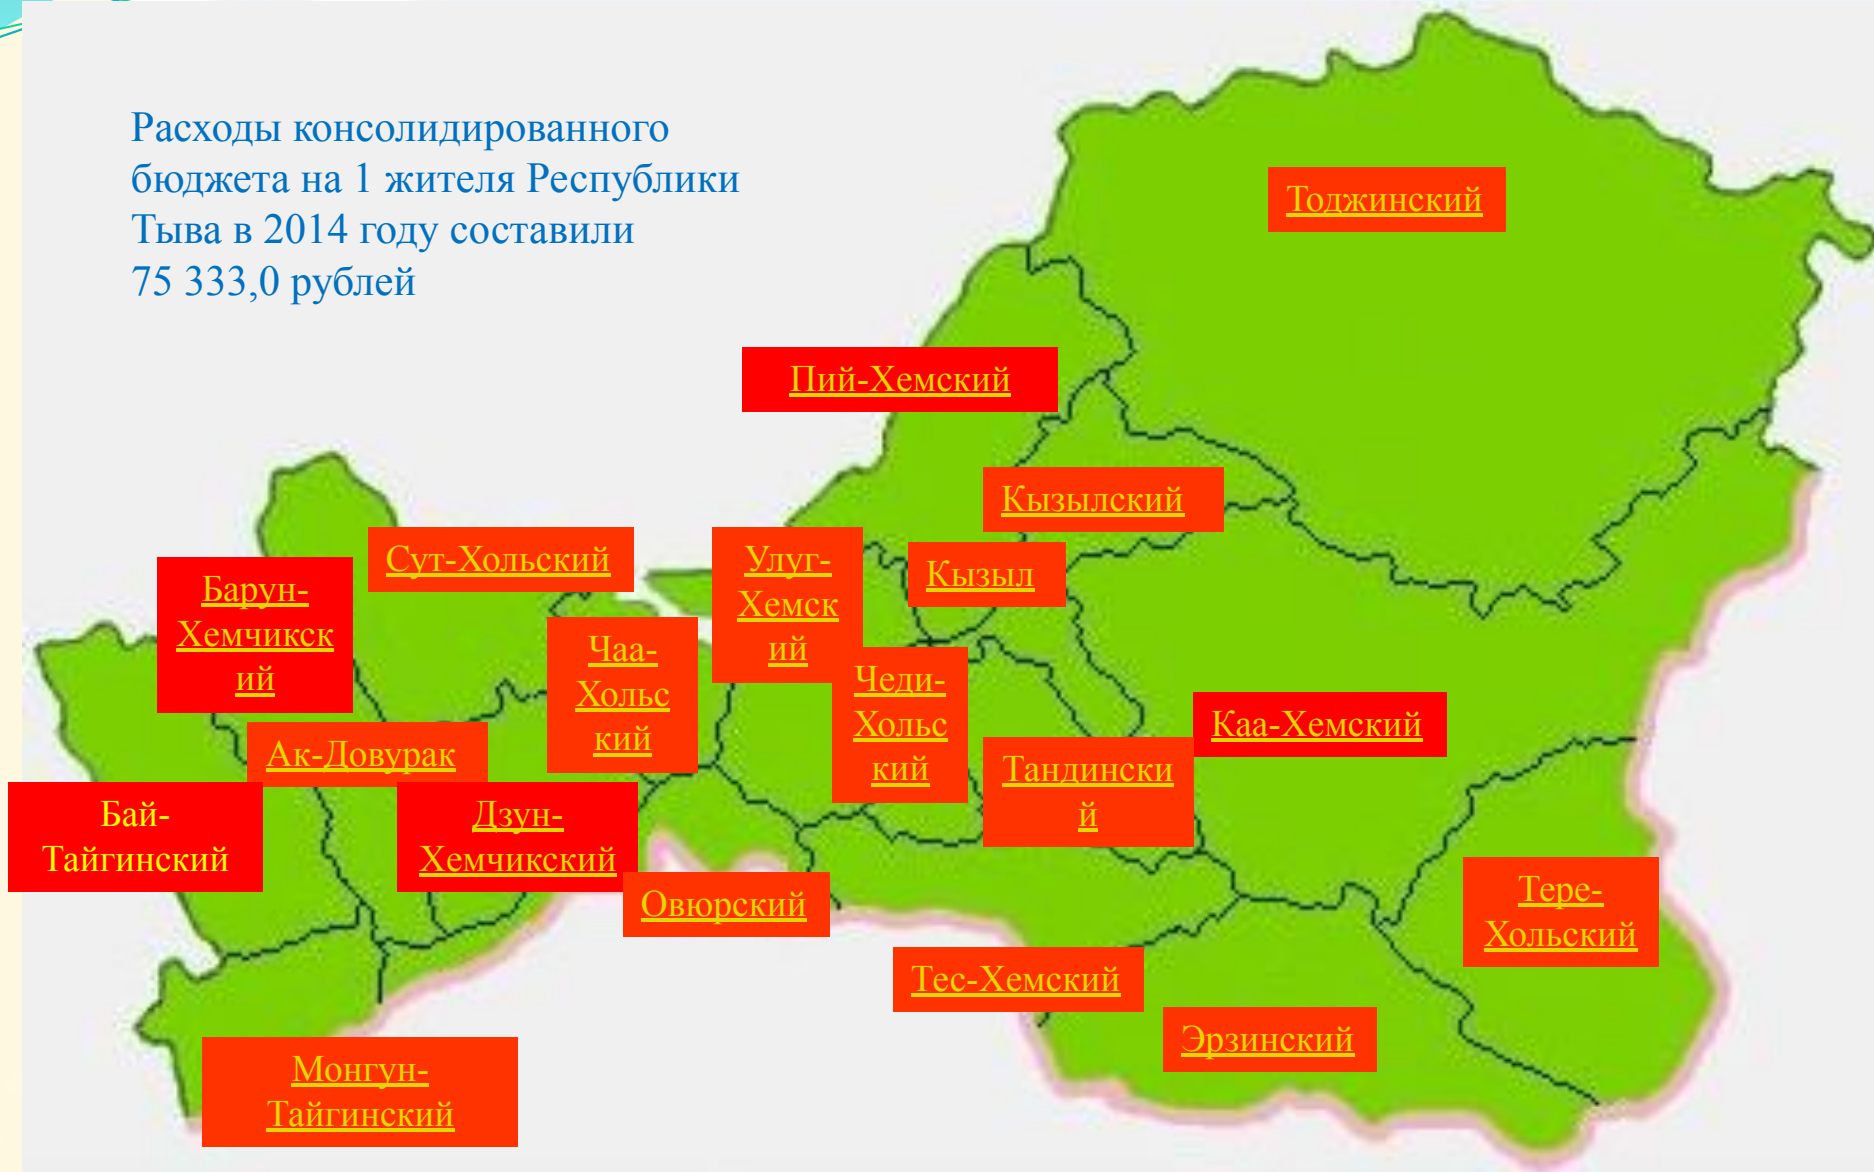 Расходы консолидированного
бюджета на 1 жителя Республики
Тыва в 2014 году составили
75 333,0 рублей
Тоджинский
Пий-Хемский
Кызылский
Сут-Хольский
Улуг-
Хемск
ий
Кызыл
Барун-
Хемчикск
ий
Чаа-
Хольс
кий
Чеди-
Хольс
кий
Каа-Хемский
Ак-Довурак
Тандински
й
Бай-
Тайгинский
Дзун-
Хемчикский
Овюрский
Тере-
Хольский
Тес-Хемский
Эрзинский
Монгун-
Тайгинский